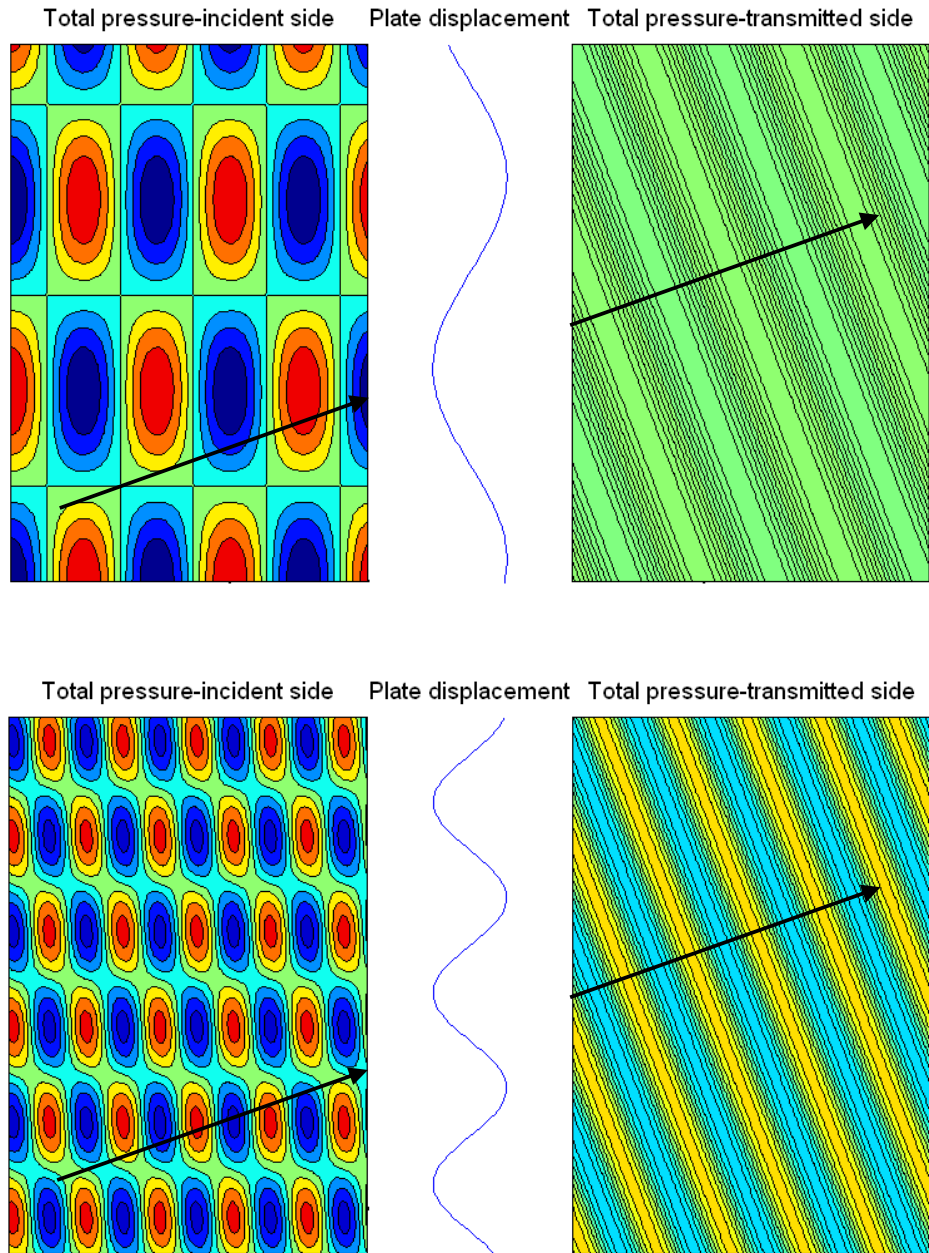 Total pressure-incident side
Plate displacement
Total pressure-transmitted side
Total pressure-incident side
Plate displacement
Total pressure-transmitted side